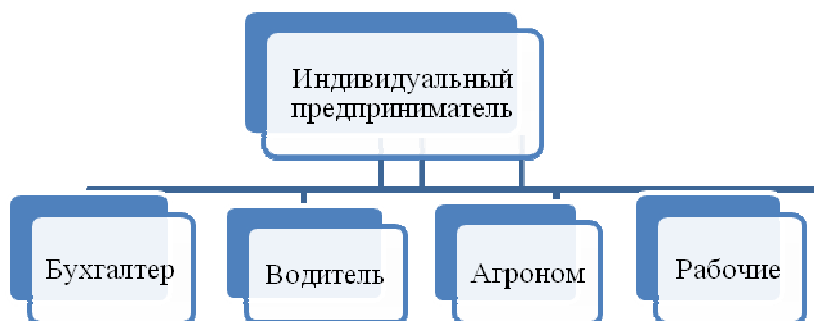 Индивидуальный
предприниматель
Бухгалтер
Водитель
Агроном
Рабочие